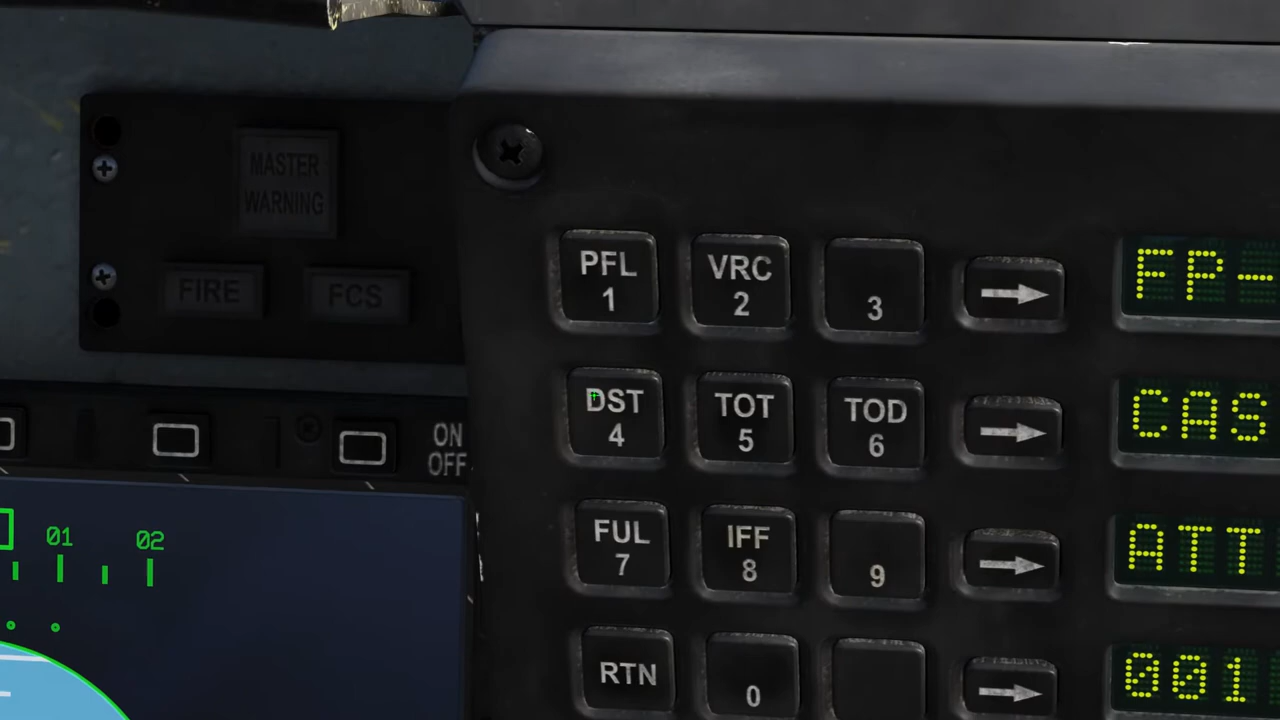 MASTER
WARNING
FIRE
FCS
PFL
1
VRC
2
3
FP-
DST
4
TOT
5
TOD
6
CAS
ON
OFF
FUL
7
IFF
8
9
ATT
01
02
RTN
0
001